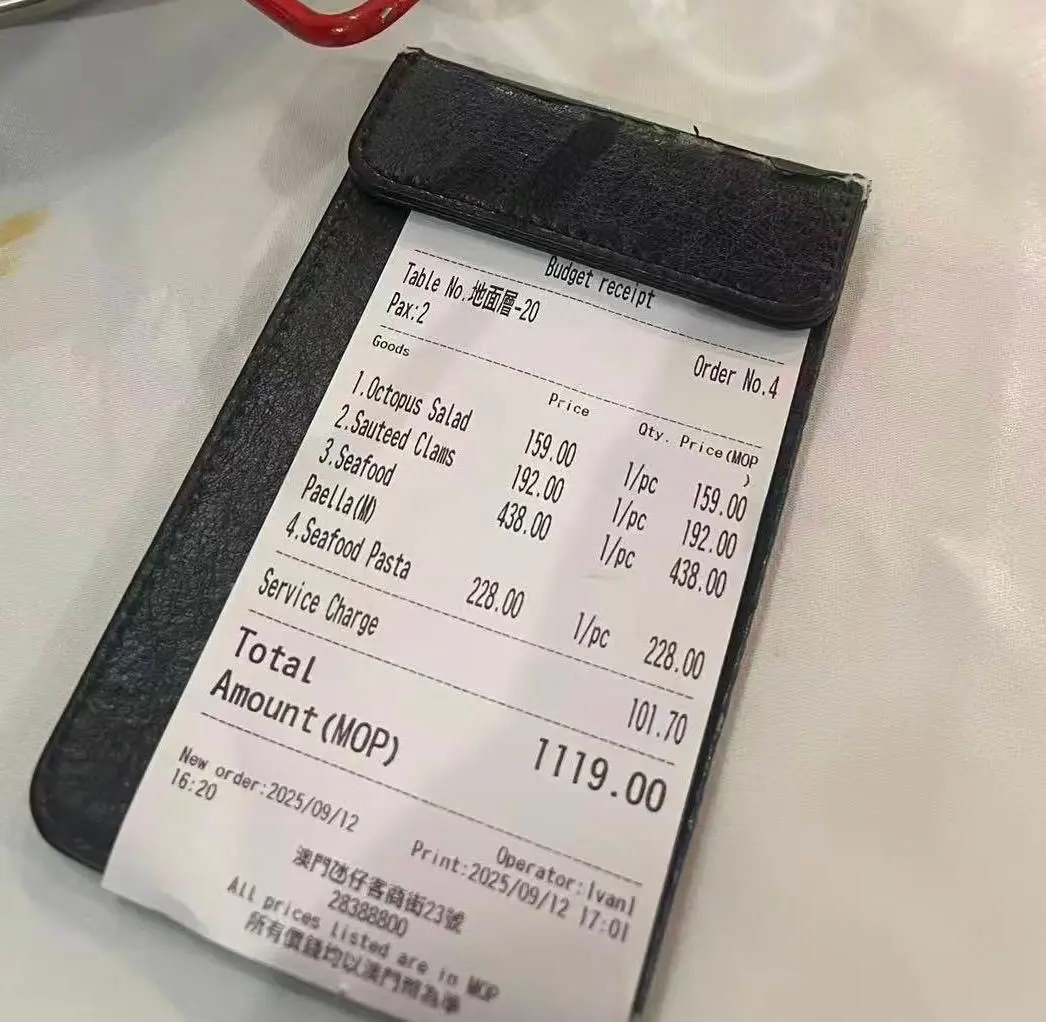 Budget receipt
Table No.地面層-20
Pax:2
Order No.4
Goods Price Qty. Price(MOP
)
1.Octopus Salad 159.00 1/pc 159.00
2.Sauteed Clams 192.00 1/pc 192.00
3.Seafood 438.00 1/pc 438.00
Paella(M)
4.Seafood Pasta 228.00 1/pc 228.00
Service Charge 101.70
Total
Amount(MOP) 1119.00
New order:2025/09/12
16:20
Operator:Ivan1
Print:2025/09/12 17:01
澳門氹仔客商街23號
28388800
All prices listed are in MOP
所有價錢均以澳門幣為準